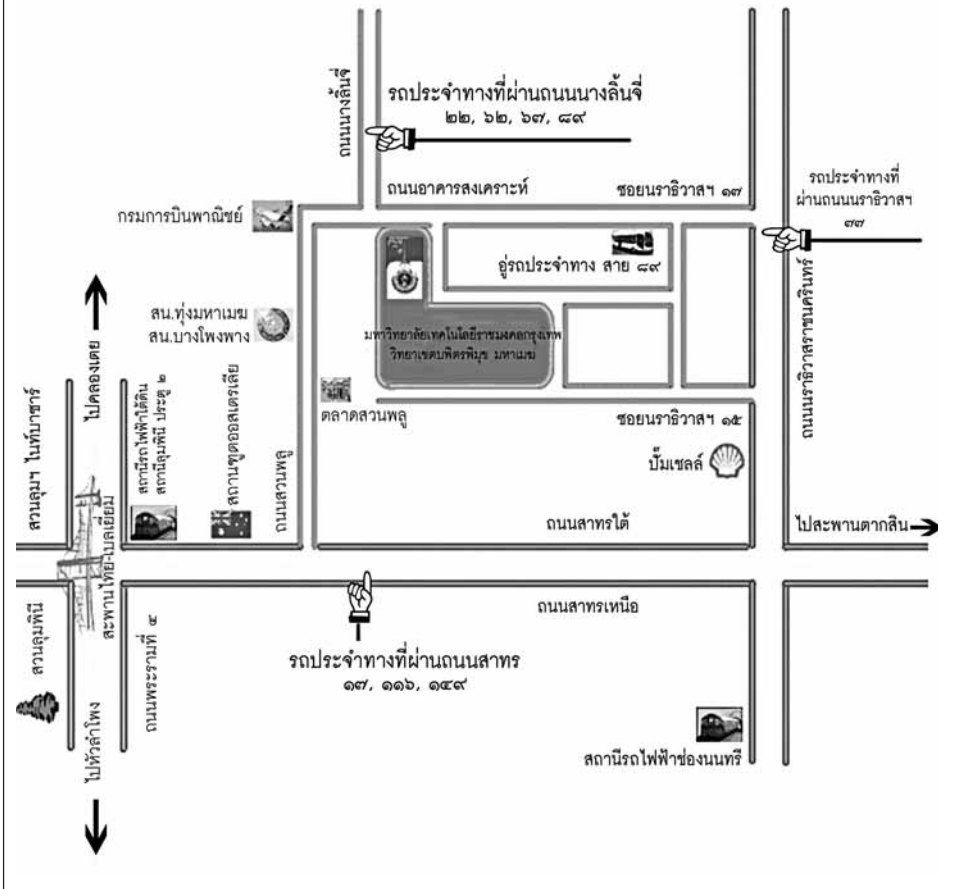 ถนนนางลิ้นจี่
รถประจำทางที่ผ่านถนนนางลิ้นจี่
๒๒, ๖๒, ๖๗, ๘๙
ถนนอาคารสงเคราะห์
ซอยนราธิวาสฯ ๑๗
รถประจำทางที่
ผ่านถนนนราธิวาสฯ
๗๗
กรมการบินพาณิชย์
อู่รถประจำทาง สาย ๘๙
ถนนนราธิวาสราชนครินทร์
สน.ทุ่งมหาเมฆ
สน.บางโพงพาง
มหาวิทยาลัยเทคโนโลยีราชมงคลกรุงเทพ
วิทยาเขตบพิตรพิมุข มหาเมฆ
ไปคลองเตย
ตลาดสวนพลู
ซอยนราธิวาสฯ ๑๕
ปั๊มเชลล์
สวนลุมฯ ไนท์บาซาร์
สถานีรถไฟฟ้าใต้ดิน
สถานีลุมพินี ประตู ๒
สถานฑูตออสเตรเลีย
ถนนสวนพลู
ถนนสาทรใต้
ไปสะพานตากสิน
สะพานไทย-เบลเยี่ยม
ถนนสาทรเหนือ
สวนลุมพินี
ถนนพระรามที่ ๔
รถประจำทางที่ผ่านถนนสาทร
๑๗, ๑๑๖, ๑๔๙
ไปหัวลำโพง
สถานีรถไฟฟ้าช่องนนทรี